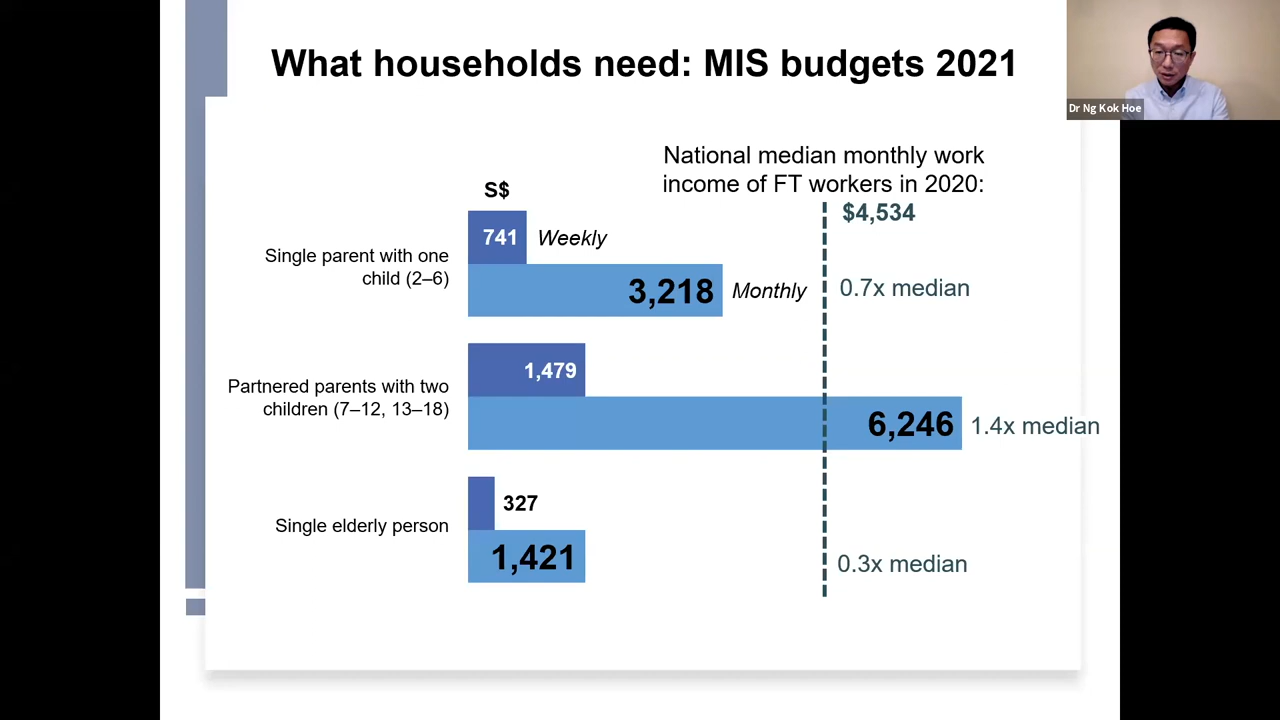 What households need: MIS budgets 2021
Dr Ng Kok Hoe
National median monthly work
income of FT workers in 2020:
$4,534
S$
Single parent with one
child (2–6)
741
Weekly
3,218
Monthly
0.7x median
Partnered parents with two
children (7–12, 13–18)
1,479
6,246
1.4x median
Single elderly person
327
1,421
0.3x median